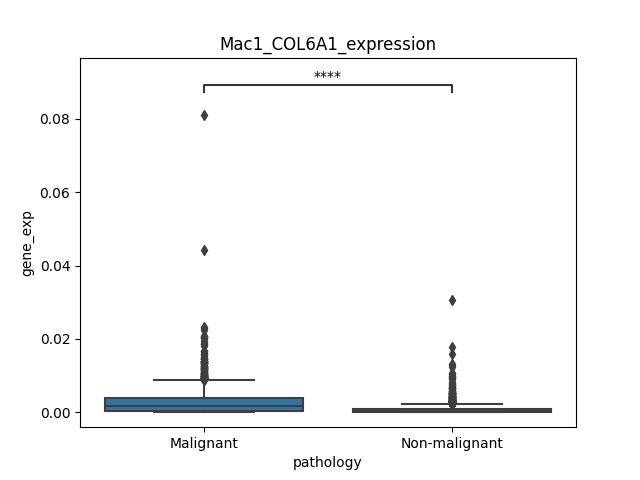 Mac1_COL6A1_expression
****
0.08
0.06
0.04
0.02
0.00
gene_exp
Malignant
Non-malignant
pathology